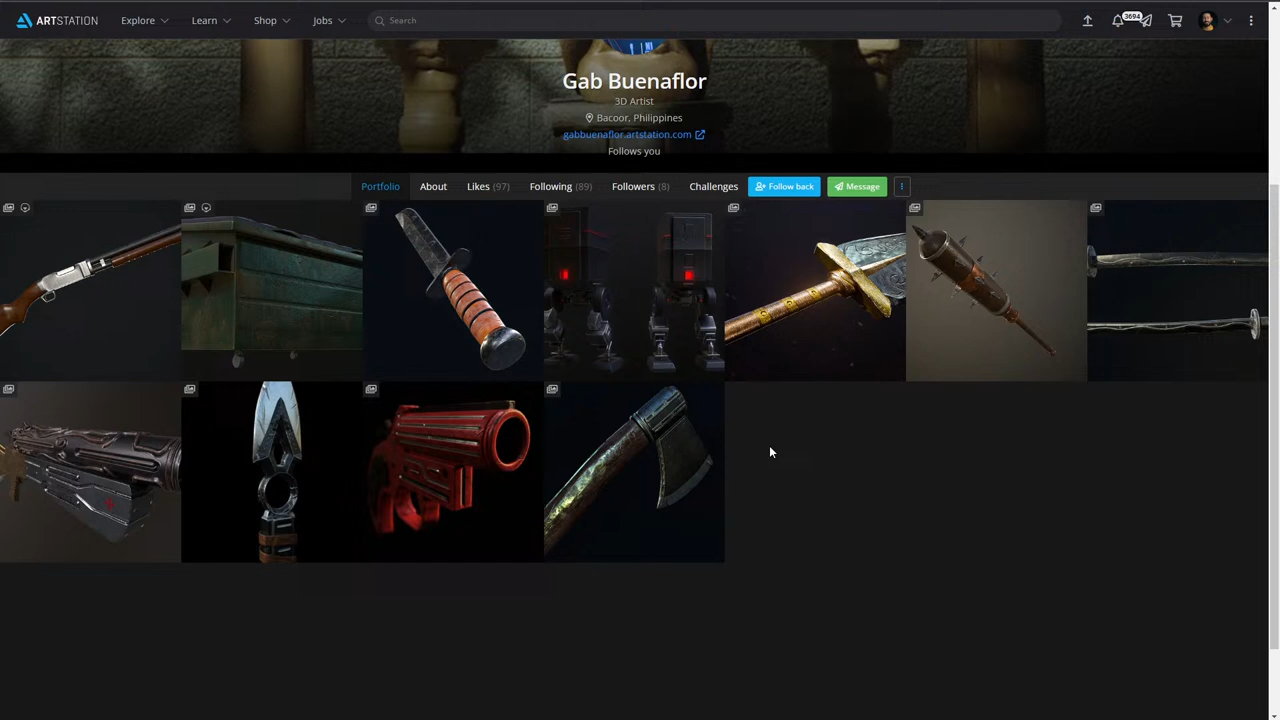 ARTSTATION Explore Learn Shop Jobs Search 3694
Gab Buenaflor
3D Artist
Bacoor, Philippines
gabbuenaflor.artstation.com
Follows you
Portfolio About Likes (97) Following (89) Followers (8) Challenges Follow back Message